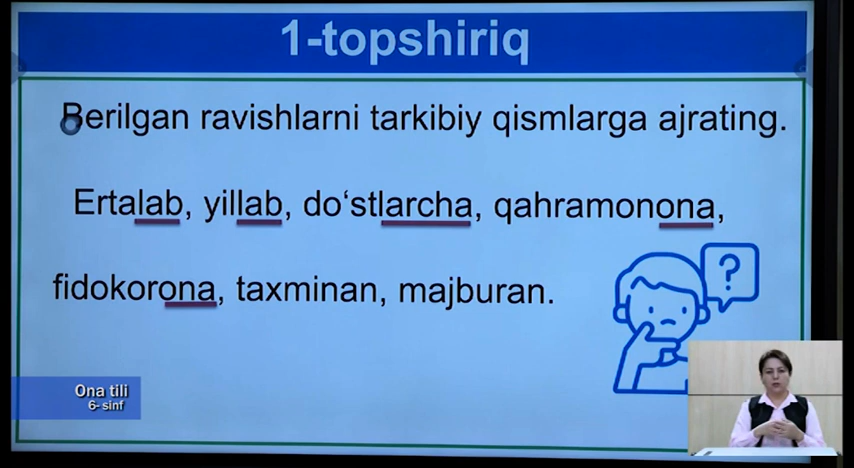 1-topshiriq
Berilgan ravishlarni tarkibiy qismlarga ajrating.
Ertalab, yillab, do‘stlarcha, qahramonona,
fidokorona, taxminan, majburan.
?
Ona tili
6- sinf